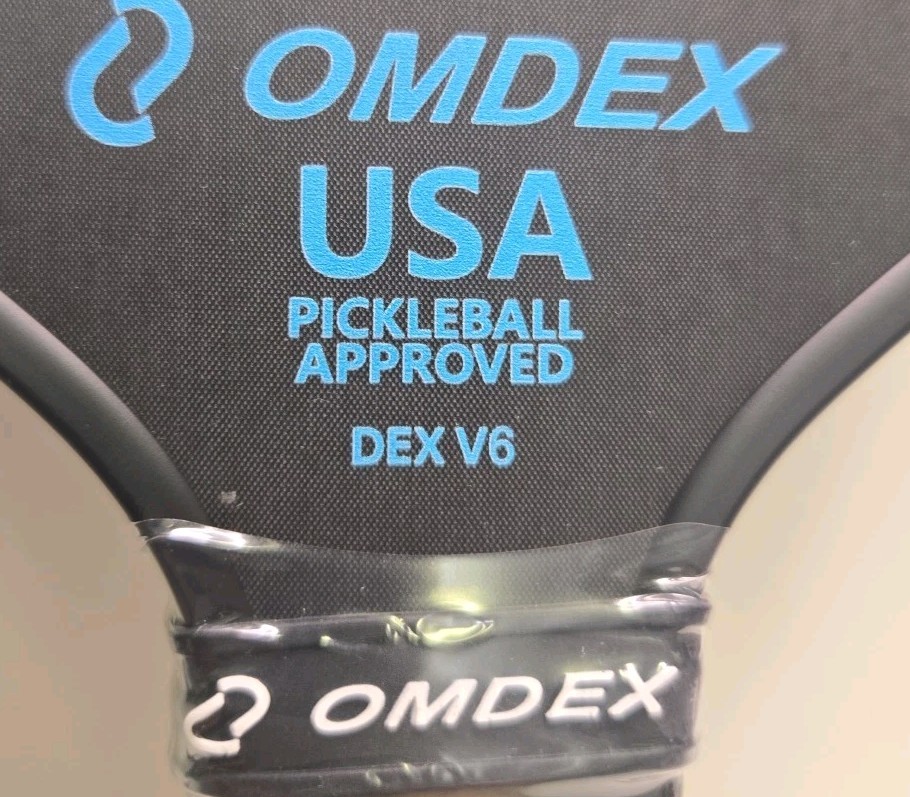 OMDEX
USA
PICKLEBALL
APPROVED
DEX V6
OMDEX